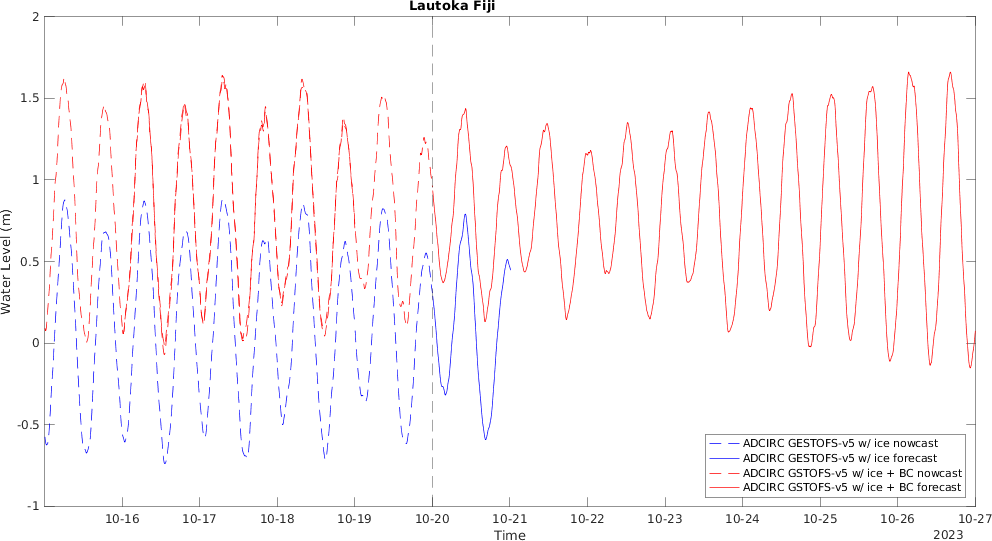 Lautoka Fiji
2
1.5
1
0.5
0
-0.5
-1
Water Level (m)
10-16 10-17 10-18 10-19 10-20 10-21 10-22 10-23 10-24 10-25 10-26 10-27
Time
2023
ADCIRC GESTOFS-v5 w/ ice nowcast
ADCIRC GESTOFS-v5 w/ ice forecast
ADCIRC GSTOFS-v5 w/ ice + BC nowcast
ADCIRC GSTOFS-v5 w/ ice + BC forecast